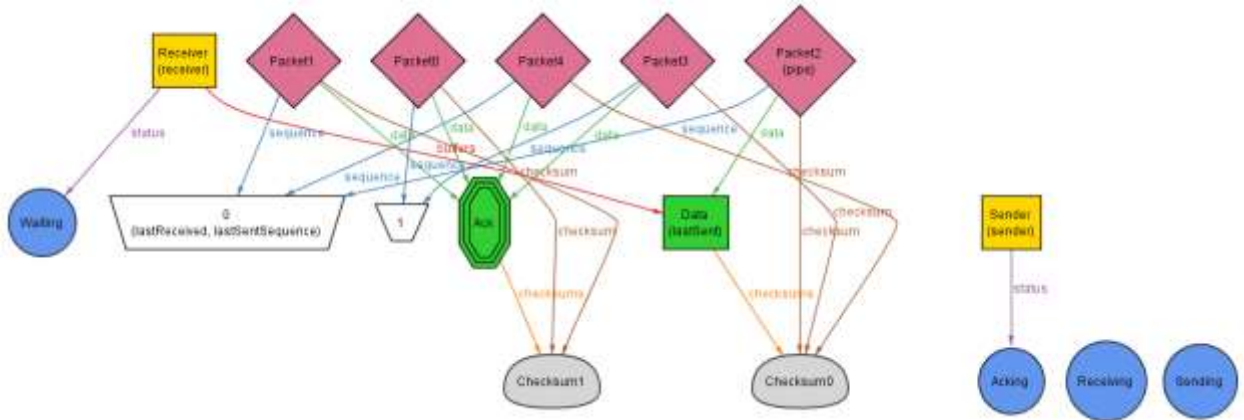 Receiver
(receiver)
Packet1
Packet0
Packet4
Packet3
Packet2
(pipe)
status
sequence
data
data
buffers
data
data
sequence
data
sequence
sequence
sequence
checksum
Waiting
0
(lastReceived, lastSentSequence)
1
Ack
Data
(lastSent)
Sender
(sender)
checksum
checksum
checksum
checksums
checksums
status
Checksum1
Checksum0
Acking
Receiving
Sending